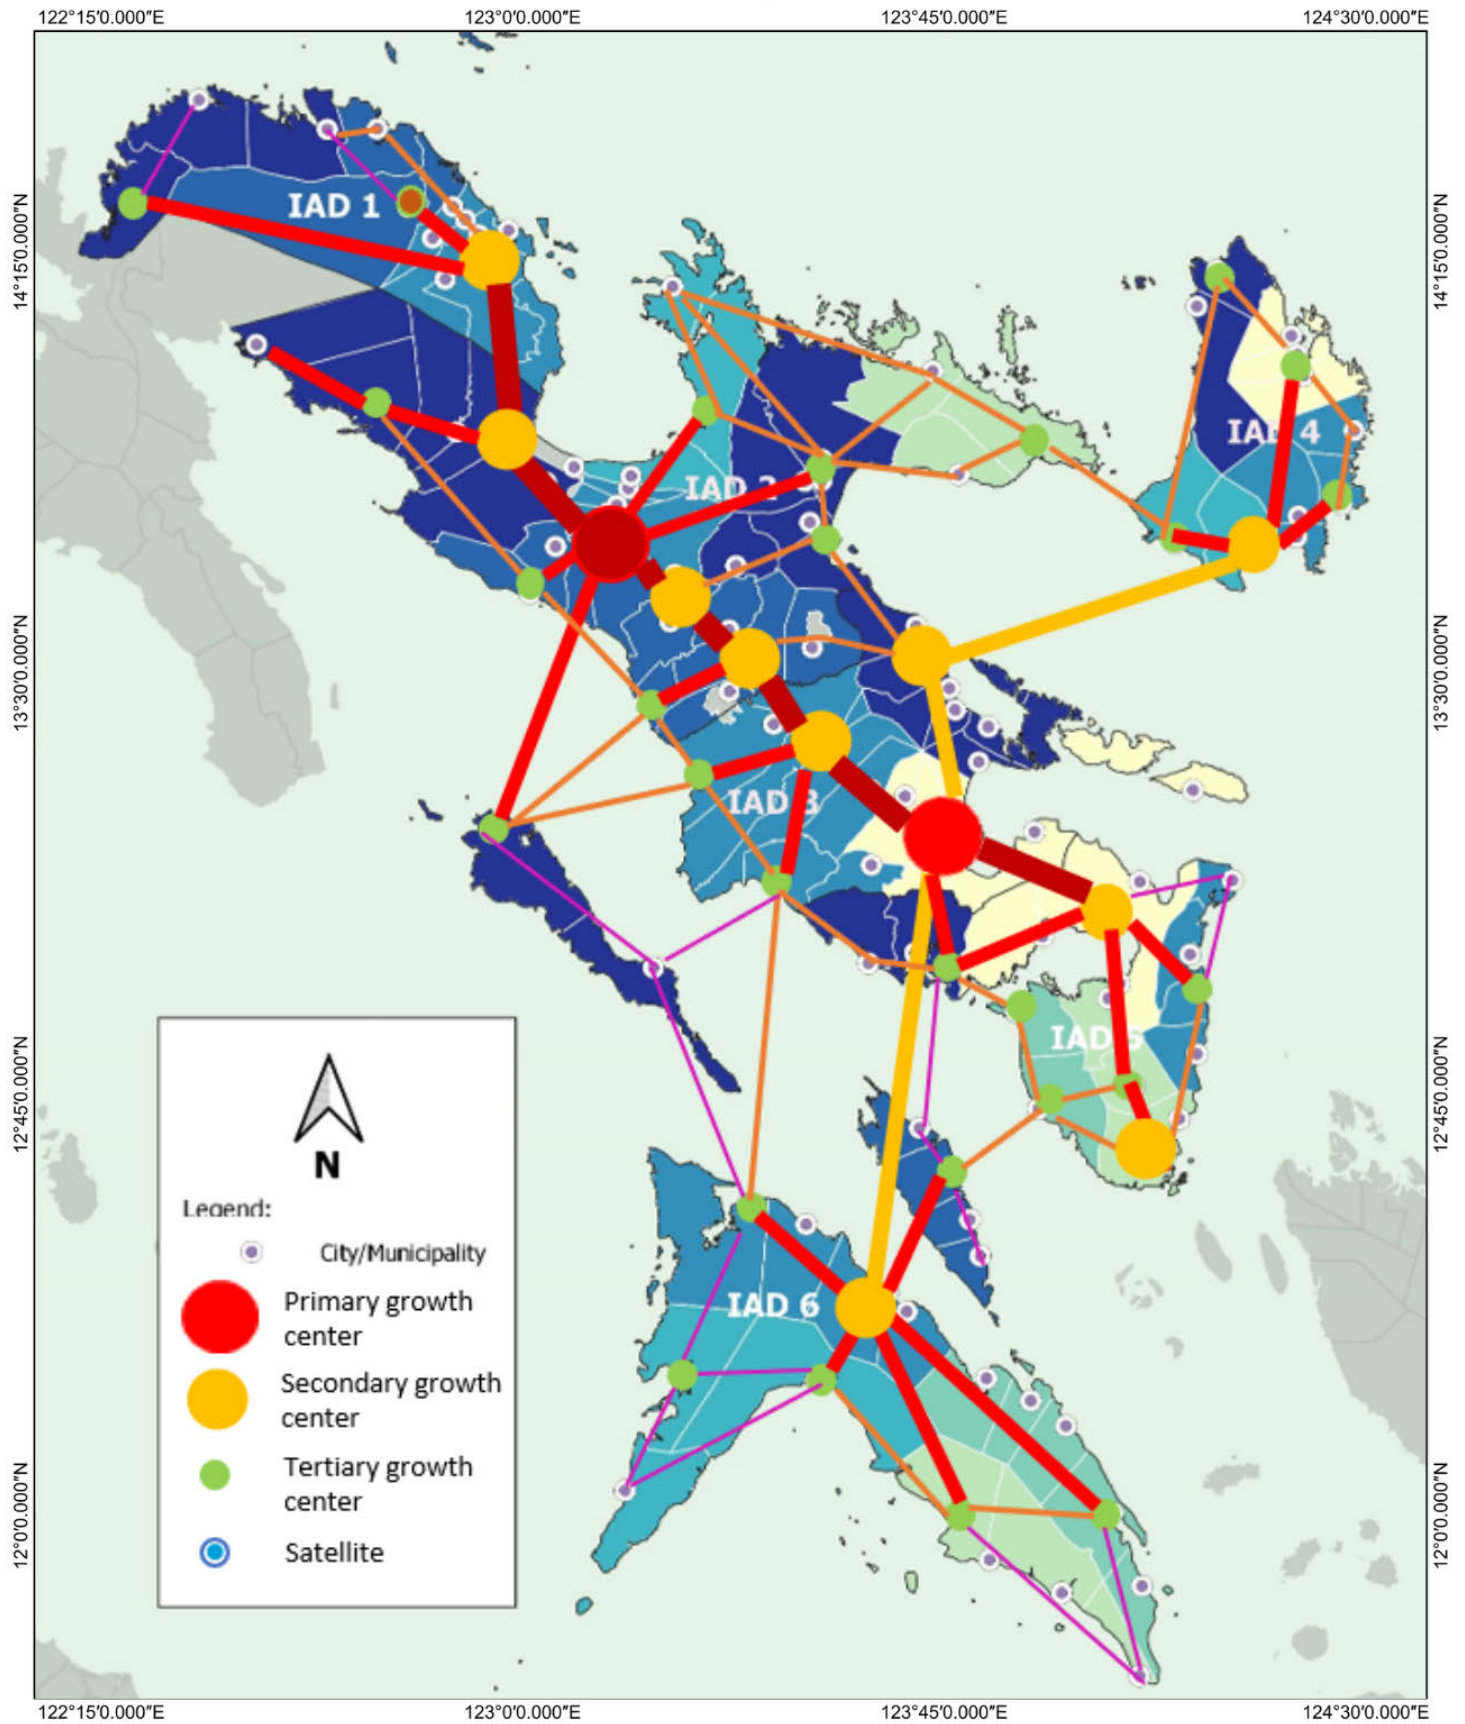 122°15'0.000"E 123°0'0.000"E 123°45'0.000"E 124°30'0.000"E
14°15'0.000"N 14°15'0.000"N
IAD 1
IAD 4
IAD 2
13°30'0.000"N 13°30'0.000"N
IAD 3
IAD 5
12°45'0.000"N 12°45'0.000"N
N
Legend:
City/Municipality
Primary growth
center
Secondary growth
center
Tertiary growth
center
Satellite
IAD 6
12°0'0.000"N 12°0'0.000"N
122°15'0.000"E 123°0'0.000"E 123°45'0.000"E 124°30'0.000"E